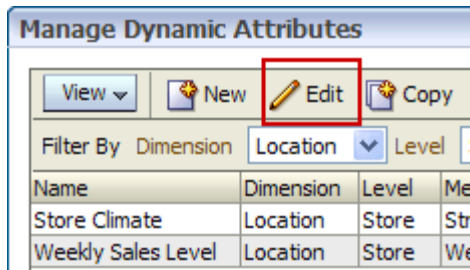 Manage Dynamic Attributes
View New Edit Copy
Filter By Dimension Location Level
Name Dimension Level
Store Climate Location Store
Weekly Sales Level Location Store